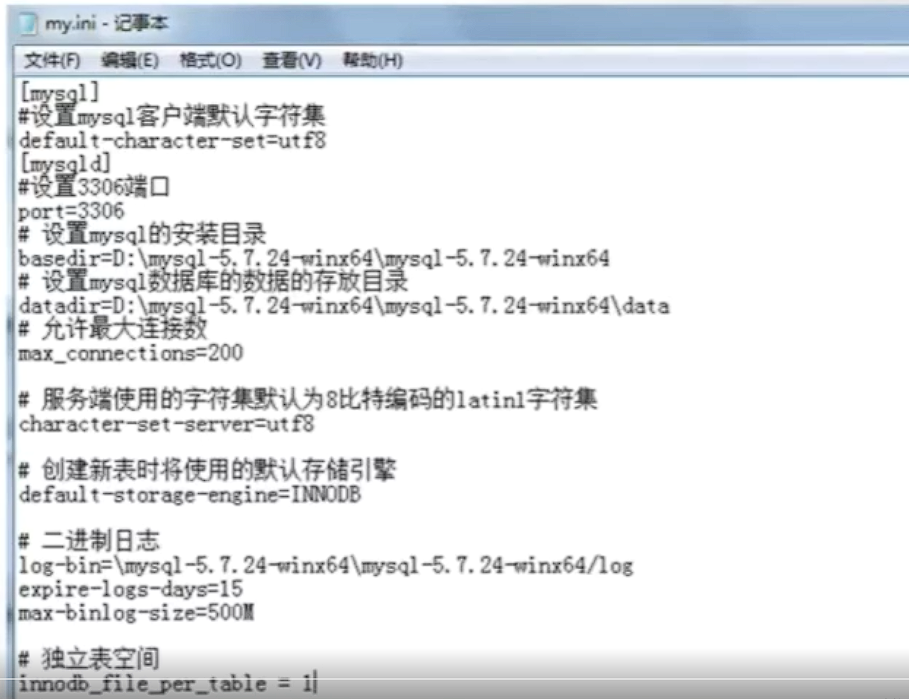 my.ini - 记事本
文件(F) 编辑(E) 格式(O) 查看(V) 帮助(H)
[mysql]
#设置mysql客户端默认字符集
default-character-set=utf8
[mysqld]
#设置3306端口
port=3306
# 设置mysql的安装目录
basedir=D:\mysql-5.7.24-winx64\mysql-5.7.24-winx64
# 设置mysql数据库的数据的存放目录
datadir=D:\mysql-5.7.24-winx64\mysql-5.7.24-winx64\data
# 允许最大连接数
max_connections=200
# 服务端使用的字符集默认为8比特编码的latin1字符集
character-set-server=utf8
# 创建新表时将使用的默认存储引擎
default-storage-engine=INNODB
# 二进制日志
log-bin=\mysql-5.7.24-winx64\mysql-5.7.24-winx64/log
expire-logs-days=15
max-binlog-size=500M
# 独立表空间
innodb_file_per_table = 1